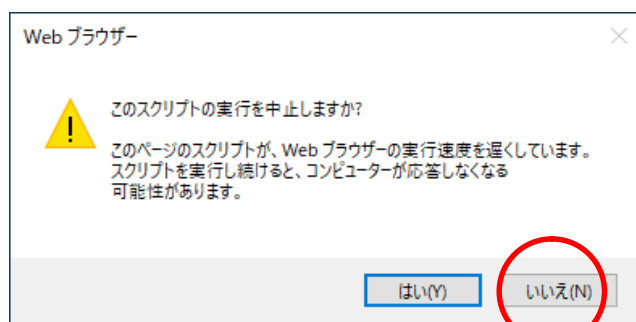 Web ブラウザー
このスクリプトの実行を中止しますか?
このページのスクリプトが、Web ブラウザーの実行速度を遅くしています。
スクリプトを実行し続けると、コンピューターが応答しなくなる
可能性があります。
はい(Y)
いいえ(N)